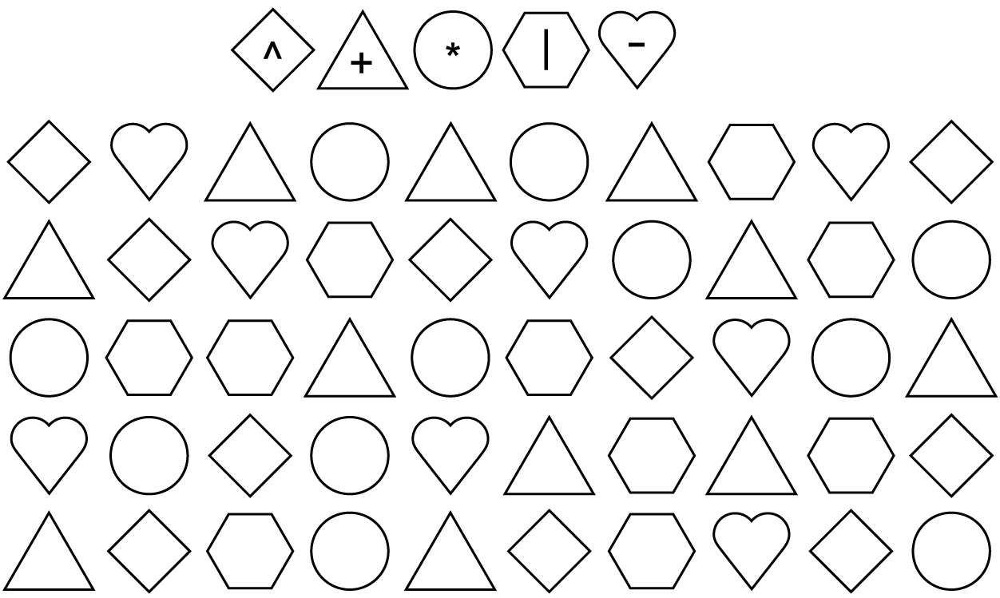 ^ + * | -